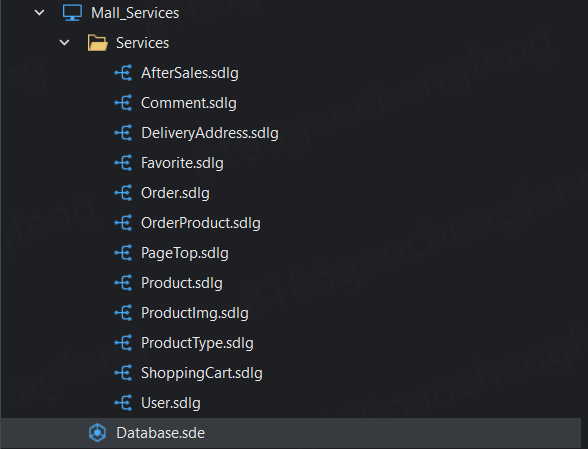 Mall_Services
Services
AfterSales.sdlg
Comment.sdlg
DeliveryAddress.sdlg
Favorite.sdlg
Order.sdlg
OrderProduct.sdlg
PageTop.sdlg
Product.sdlg
ProductImg.sdlg
ProductType.sdlg
ShoppingCart.sdlg
User.sdlg
Database.sde